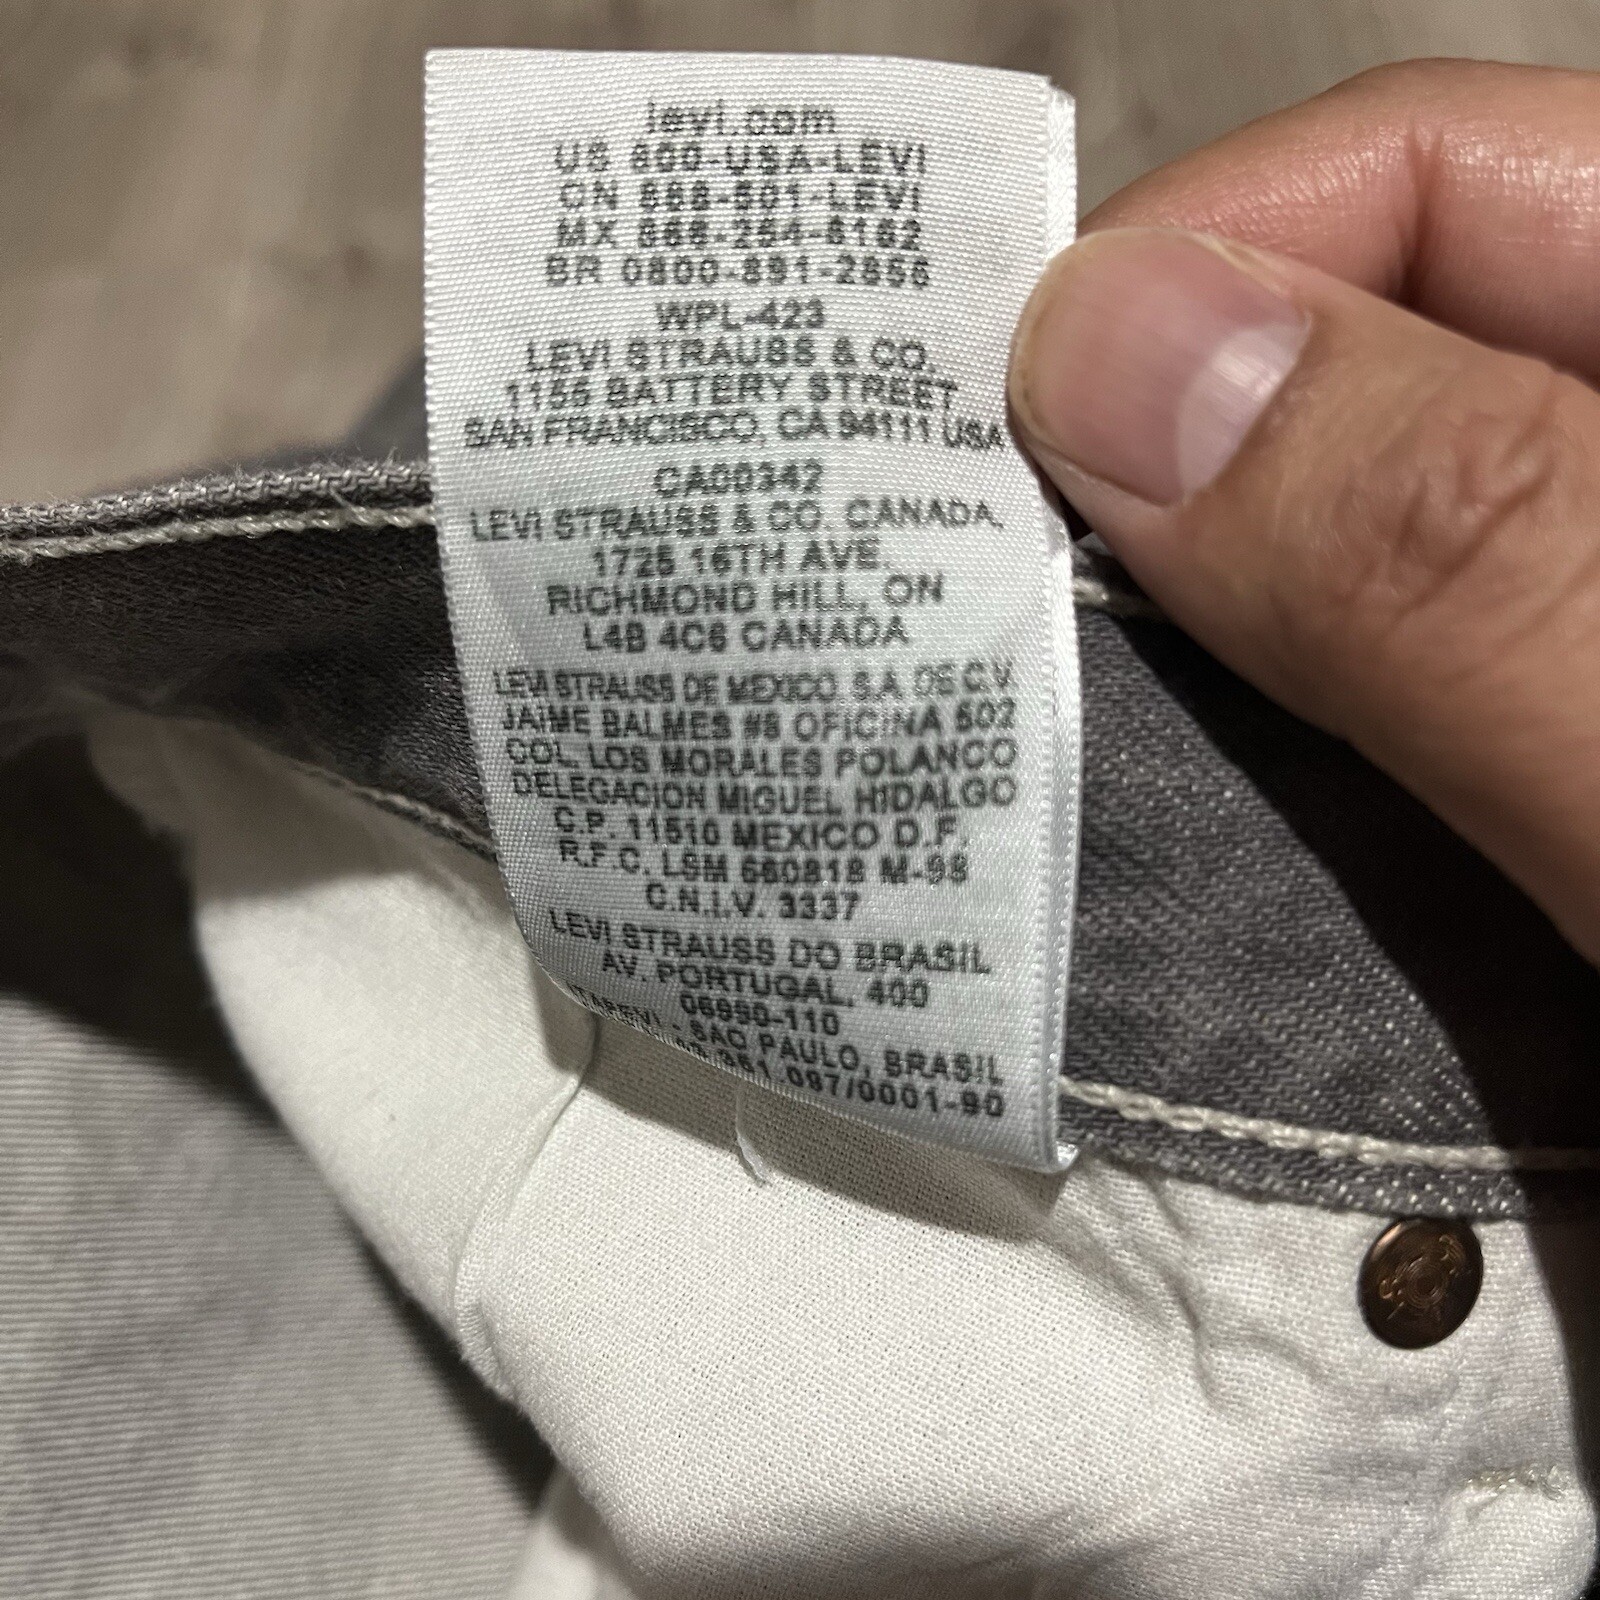 levi.com
US 800-USA-LEVI
CN 888-501-LEVI
MX 866-254-6162
BR 0800-891-2856
WPL-423
LEVI STRAUSS & CO.
1155 BATTERY STREET
SAN FRANCISCO, CA 94111 USA
CA00342
LEVI STRAUSS & CO. CANADA.
1725 16TH AVE.
RICHMOND HILL, ON
L4B 4C6 CANADA
LEVI STRAUSS DE MEXICO S.A. DE C.V.
JAIME BALMES #8 OFICINA 502
COL. LOS MORALES POLANCO
DELEGACION MIGUEL HIDALGO
C.P. 11510 MEXICO D.F.
R.F.C. LSM 660818 M-98
C.N.I.V. 3337
LEVI STRAUSS DO BRASIL
AV. PORTUGAL, 400
06990-110
- SAO PAULO, BRASIL
.097/0001-90